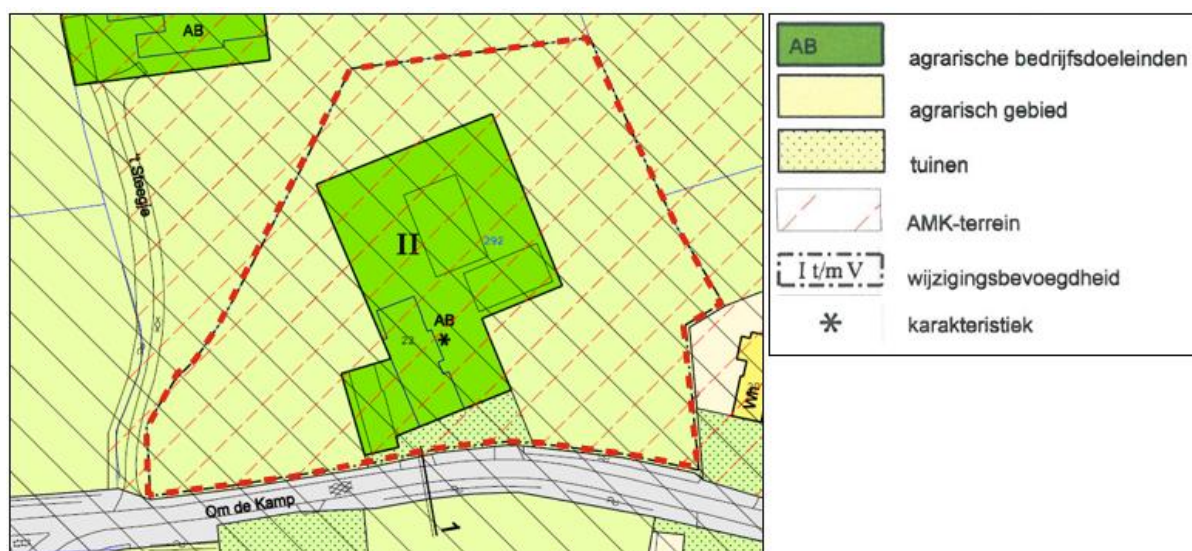 AB
't Steegje
II
292
AB
*
22
Wh
Om de Kamp
1
AB agrarische bedrijfsdoeleinden
agrarisch gebied
tuinen
AMK-terrein
I t/m V wijzigingsbevoegdheid
* karakteristiek